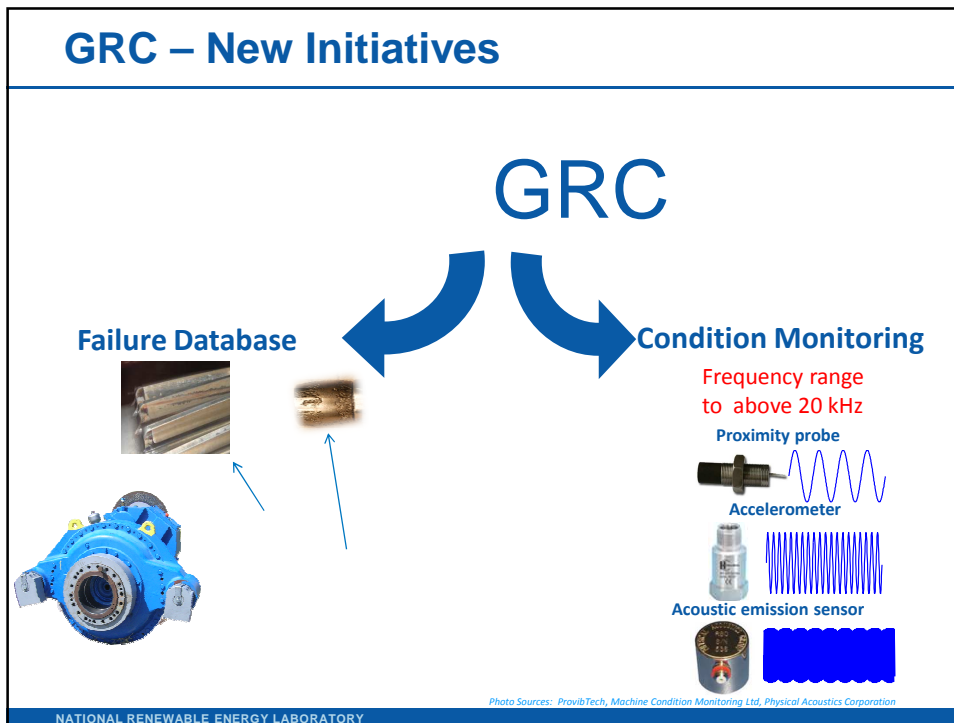 GRC – New Initiatives
GRC
Failure Database
Condition Monitoring
Frequency range
to above 20 kHz
Proximity probe
Accelerometer
Acoustic emission sensor
Photo Sources: ProvibTech, Machine Condition Monitoring Ltd, Physical Acoustics Corporation
NATIONAL RENEWABLE ENERGY LABORATORY